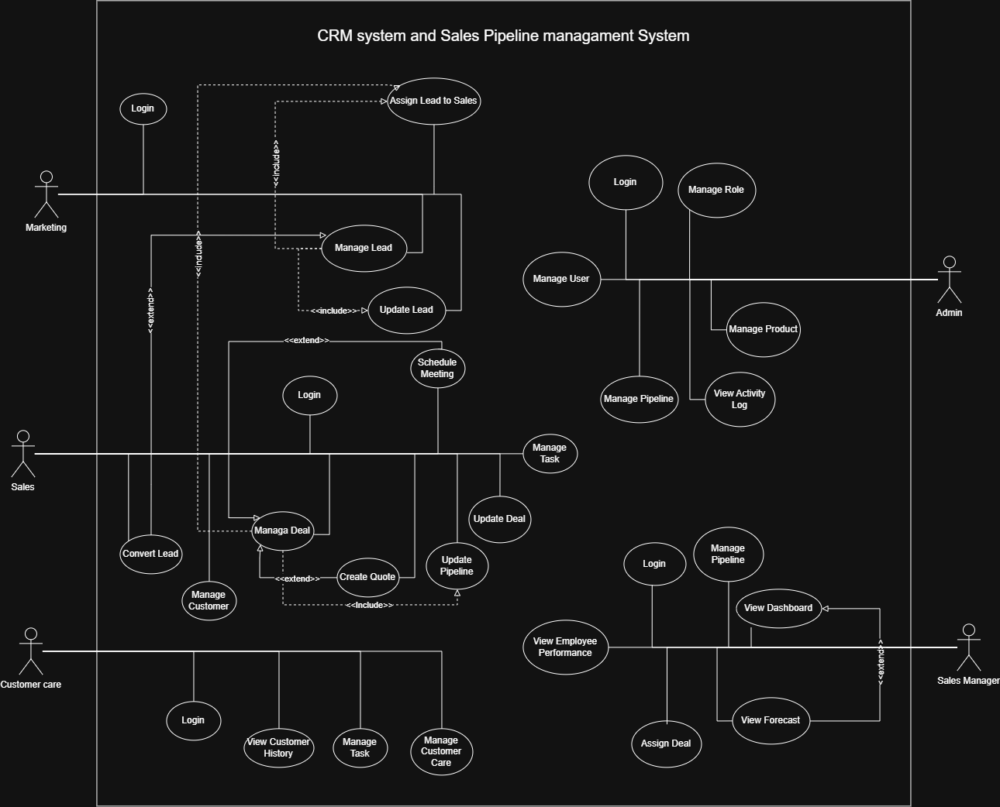 CRM system and Sales Pipeline managament System
Assign Lead to Sales
Login
<<include>>
Marketing
Manage Lead
<<include>>
<<extend>>
Update Lead
<<include>>
Login
Manage Role
Manage User
Admin
Manage Product
Manage Pipeline
View Activity
Log
<<extend>>
Schedule
Meeting
Login
Manage
Task
Sales
Update Deal
Managa Deal
Convert Lead
Update
Pipeline
Create Quote
<<extend>>
Manage
Customer
<<Include>>
Login
Manage
Pipeline
View Dashboard
View Employee
Performance
<<extend>>
Sales Manager
View Forecast
Assign Deal
Customer care
Login
View Customer
History
Manage
Task
Manage
Customer
Care